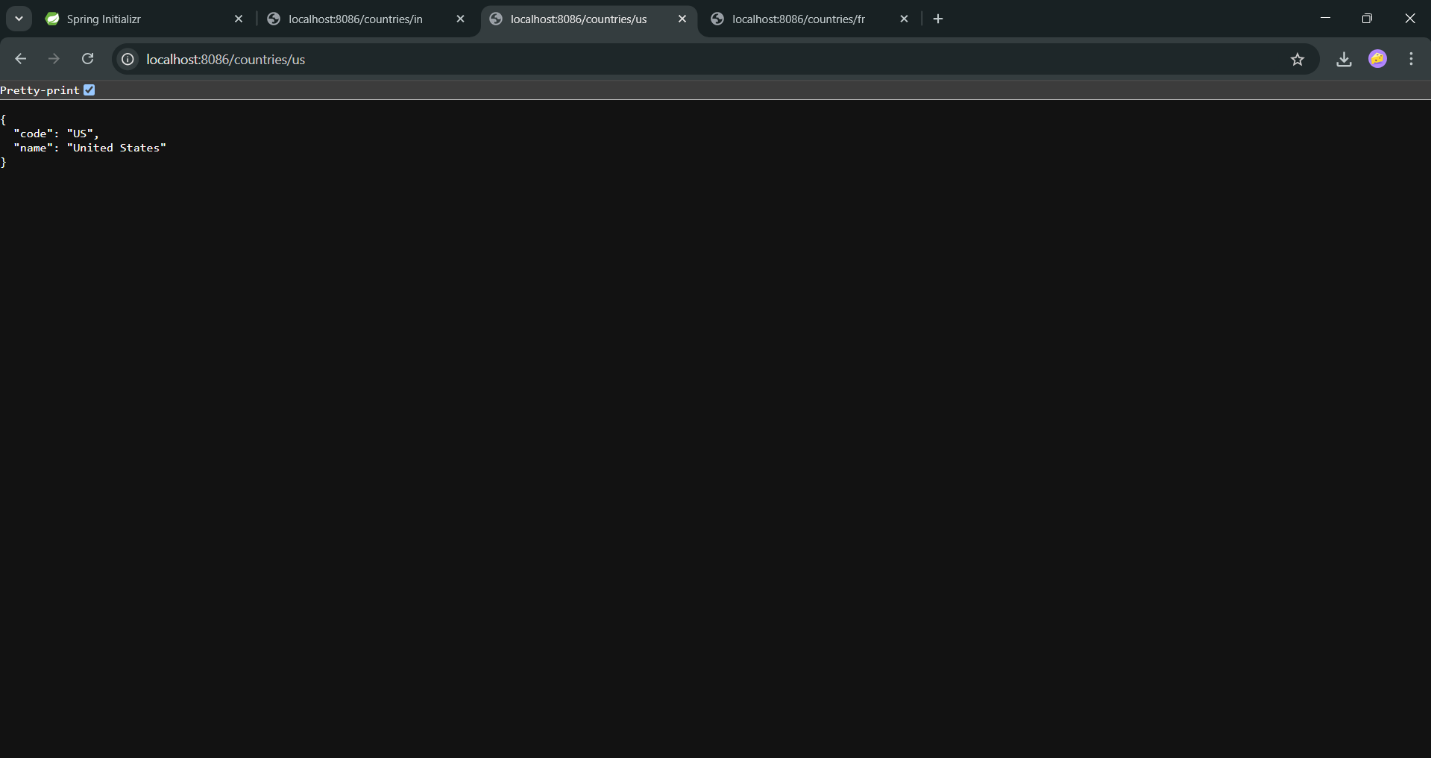 Spring Initializr
localhost:8086/countries/in
localhost:8086/countries/us
localhost:8086/countries/fr
localhost:8086/countries/us
Pretty-print
{
  "code": "US",
  "name": "United States"
}